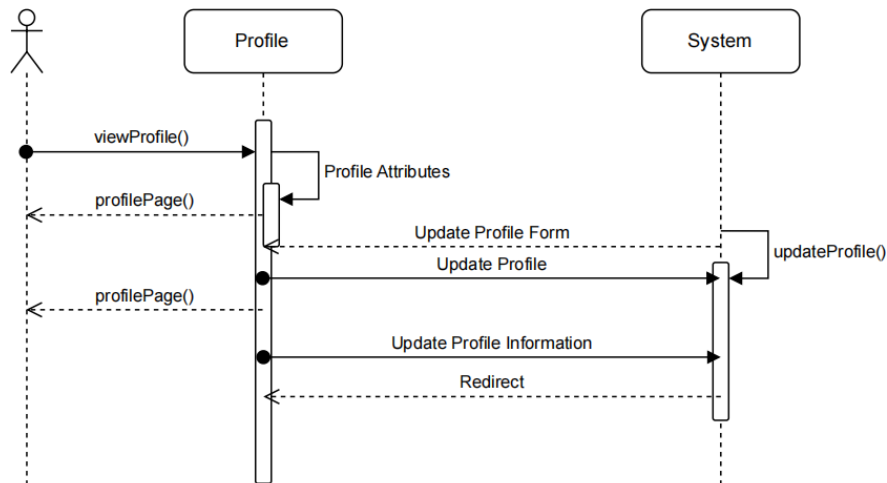 Profile
System
viewProfile()
Profile Attributes
profilePage()
Update Profile Form
updateProfile()
Update Profile
profilePage()
Update Profile Information
Redirect